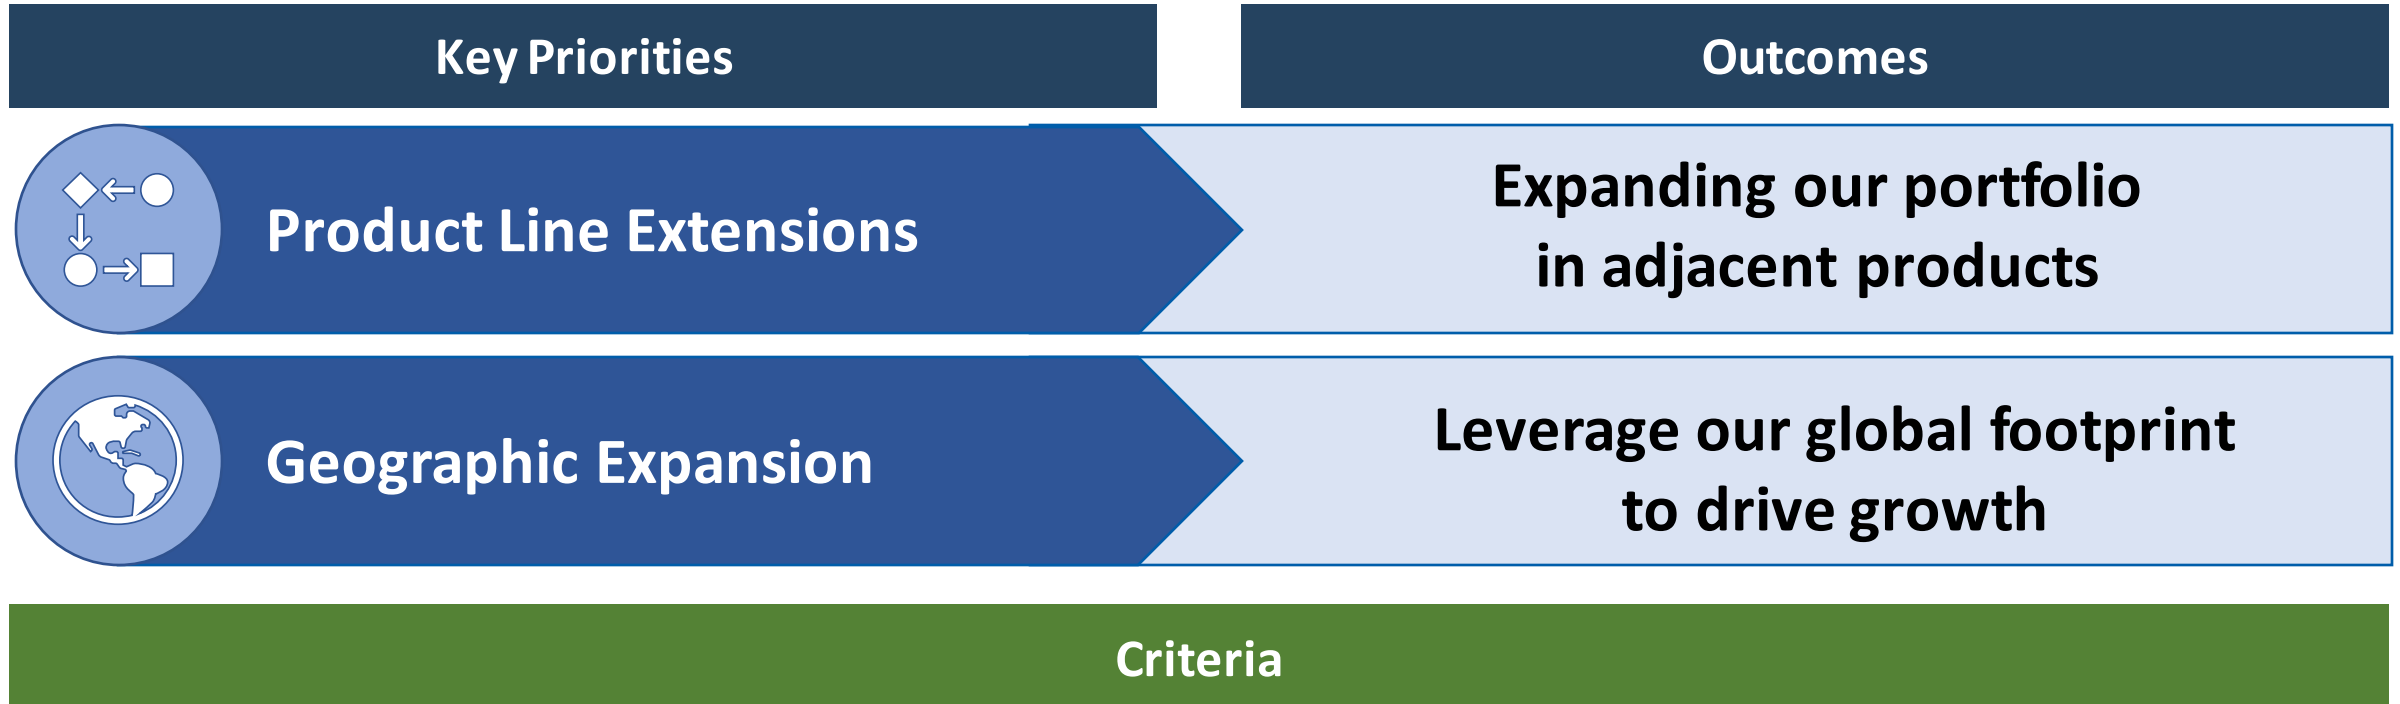 Key Priorities
Outcomes
Product Line Extensions
Expanding our portfolio
in adjacent products
Geographic Expansion
Leverage our global footprint
to drive growth
Criteria